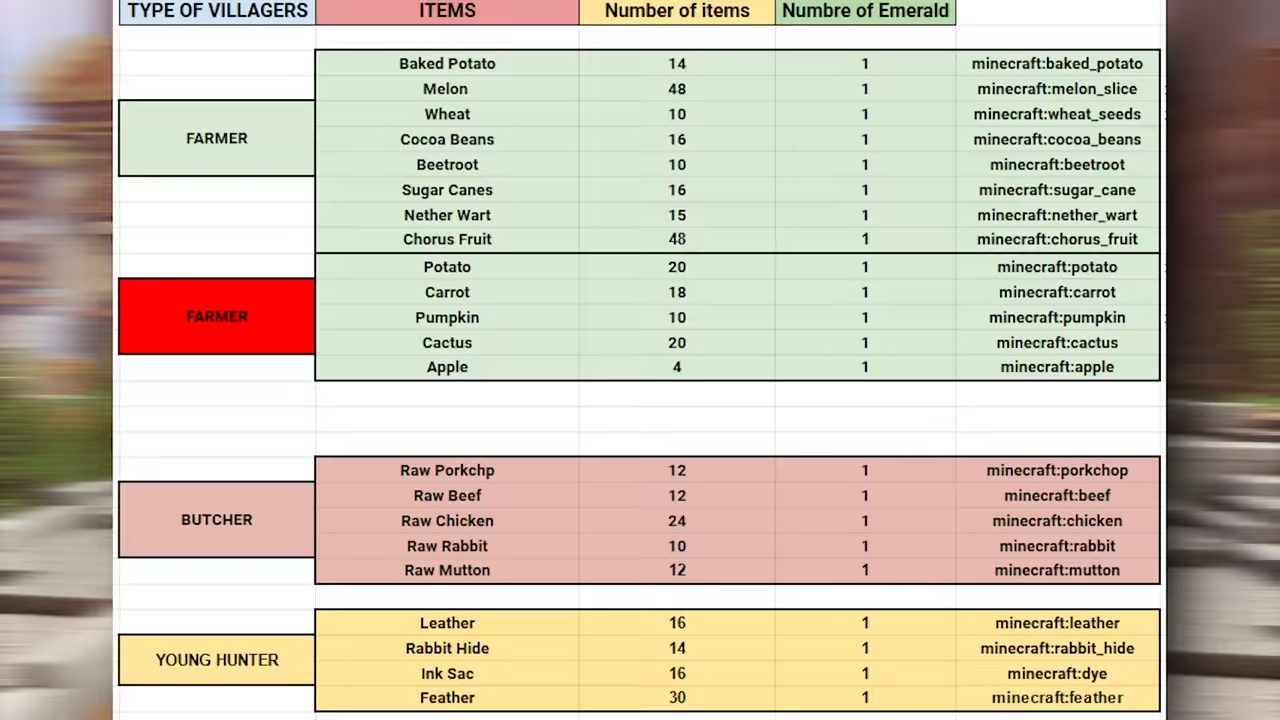 TYPE OF VILLAGERS ITEMS Number of items Numbre of Emerald
Baked Potato 14 1 minecraft:baked_potato
Melon 48 1 minecraft:melon_slice
Wheat 10 1 minecraft:wheat_seeds
FARMER
Cocoa Beans 16 1 minecraft:cocoa_beans
Beetroot 10 1 minecraft:beetroot
Sugar Canes 16 1 minecraft:sugar_cane
Nether Wart 15 1 minecraft:nether_wart
Chorus Fruit 48 1 minecraft:chorus_fruit
Potato 20 1 minecraft:potato
Carrot 18 1 minecraft:carrot
FARMER
Pumpkin 10 1 minecraft:pumpkin
Cactus 20 1 minecraft:cactus
Apple 4 1 minecraft:apple
Raw Porkchp 12 1 minecraft:porkchop
Raw Beef 12 1 minecraft:beef
BUTCHER
Raw Chicken 24 1 minecraft:chicken
Raw Rabbit 10 1 minecraft:rabbit
Raw Mutton 12 1 minecraft:mutton
Leather 16 1 minecraft:leather
Rabbit Hide 14 1 minecraft:rabbit_hide
YOUNG HUNTER
Ink Sac 16 1 minecraft:dye
Feather 30 1 minecraft:feather